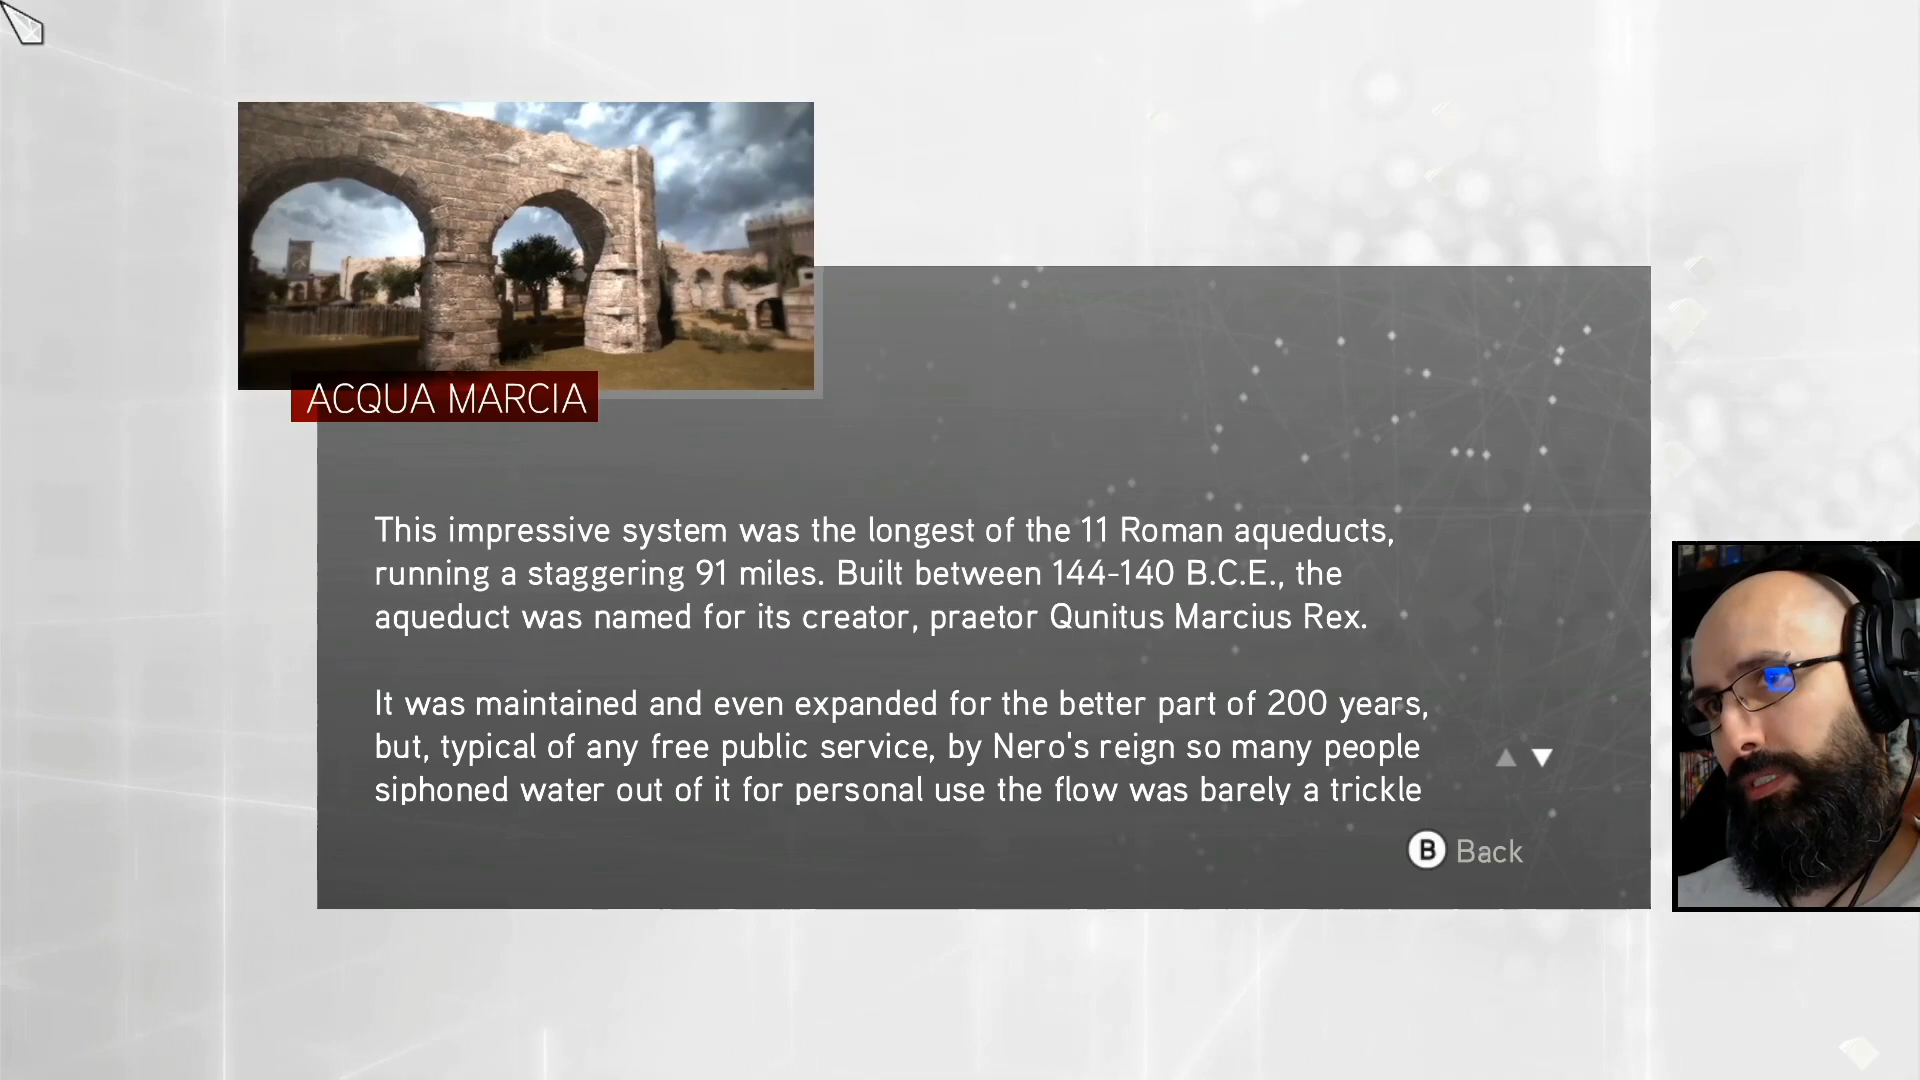 ACQUA MARCIA
This impressive system was the longest of the 11 Roman aqueducts,
running a staggering 91 miles. Built between 144-140 B.C.E., the
aqueduct was named for its creator, praetor Qunitus Marcius Rex.
It was maintained and even expanded for the better part of 200 years,
but, typical of any free public service, by Nero's reign so many people
siphoned water out of it for personal use the flow was barely a trickle
B Back